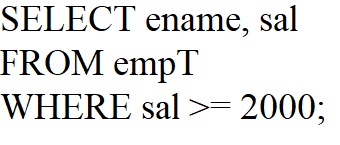 SELECT ename, sal
FROM empT
WHERE sal >= 2000;